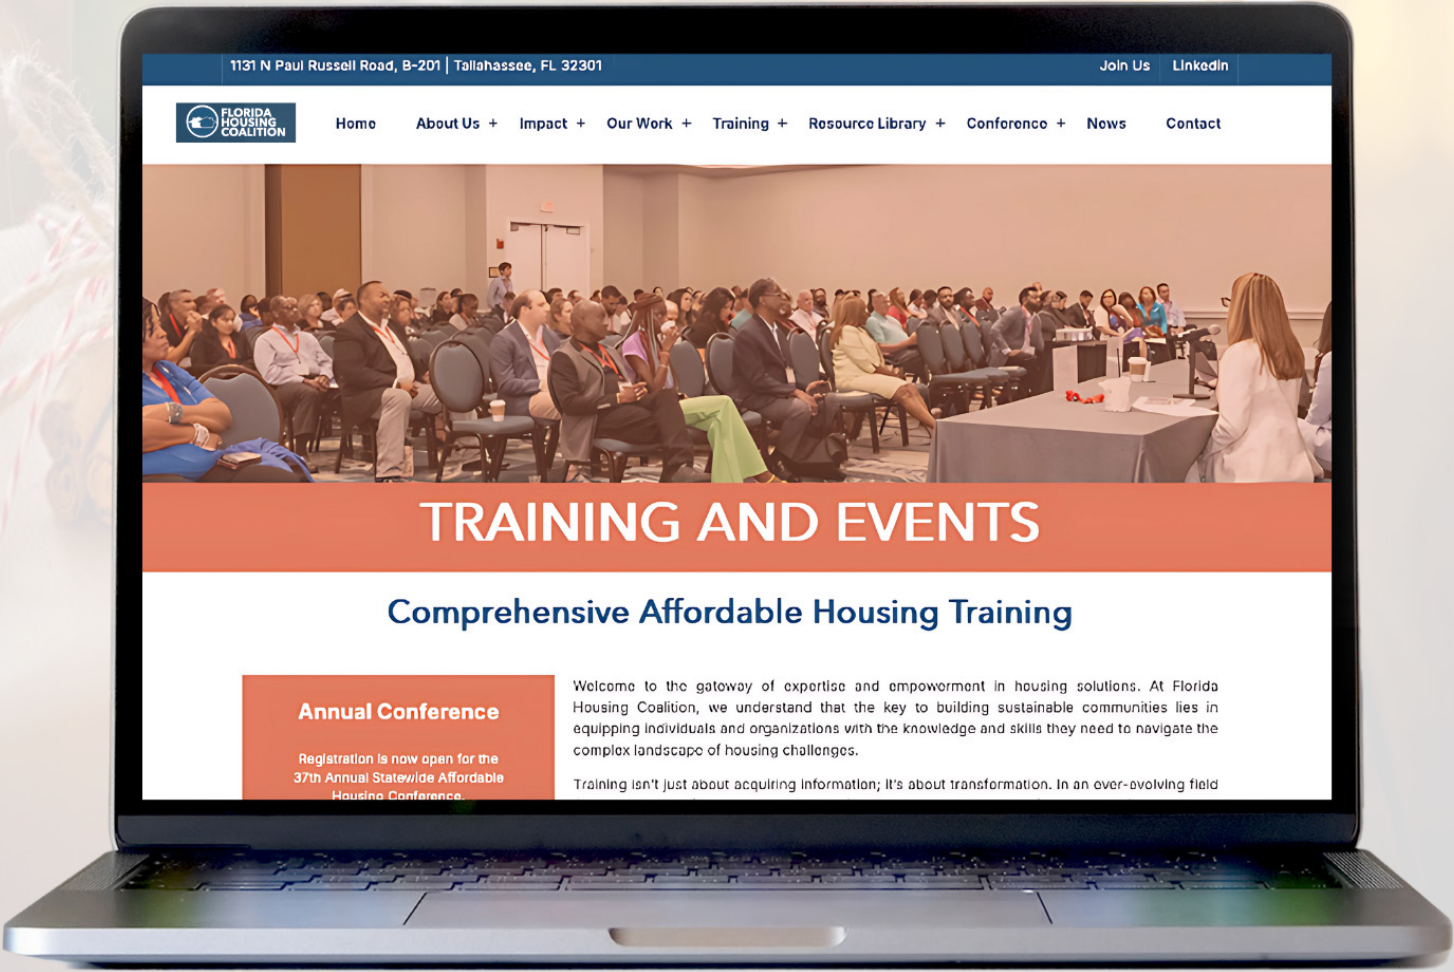 1131 N Paul Russell Road, B-201 | Tallahassee, FL 32301
Join Us
LinkedIn
FLORIDA
HOUSING
COALITION
Home
About Us +
Impact +
Our Work +
Training +
Resource Library +
Conference +
News
Contact
TRAINING AND EVENTS
Comprehensive Affordable Housing Training
Annual Conference
Registration is now open for the
37th Annual Statewide Affordable
Housing Conference.
Welcome to the gateway of expertise and empowerment in housing solutions. At Florida
Housing Coalition, we understand that the key to building sustainable communities lies in
equipping individuals and organizations with the knowledge and skills they need to navigate the
complex landscape of housing challenges.
Training isn't just about acquiring information; it's about transformation. In an ever-evolving field